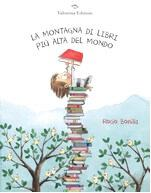 Valentina Edizioni
LA MONTAGNA DI LIBRI
PIÙ ALTA DEL MONDO
Rocio Bonilla